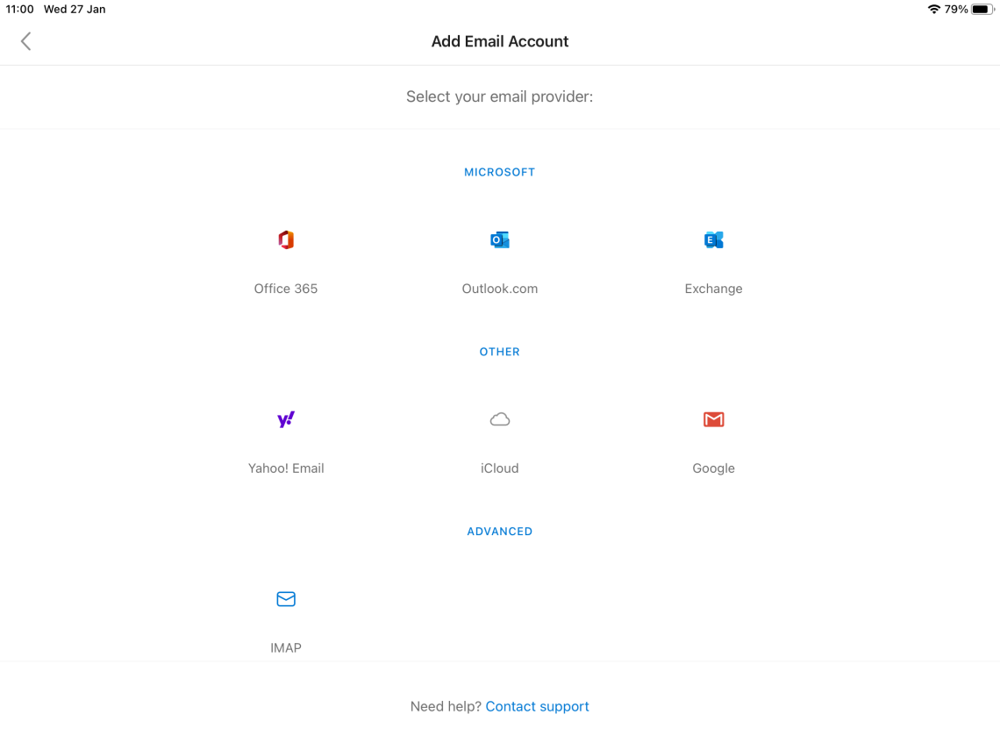 11:00 Wed 27 Jan 79%
Add Email Account
Select your email provider:
MICROSOFT
Office 365 Outlook.com Exchange
OTHER
Yahoo! Email iCloud Google
ADVANCED
IMAP
Need help? Contact support